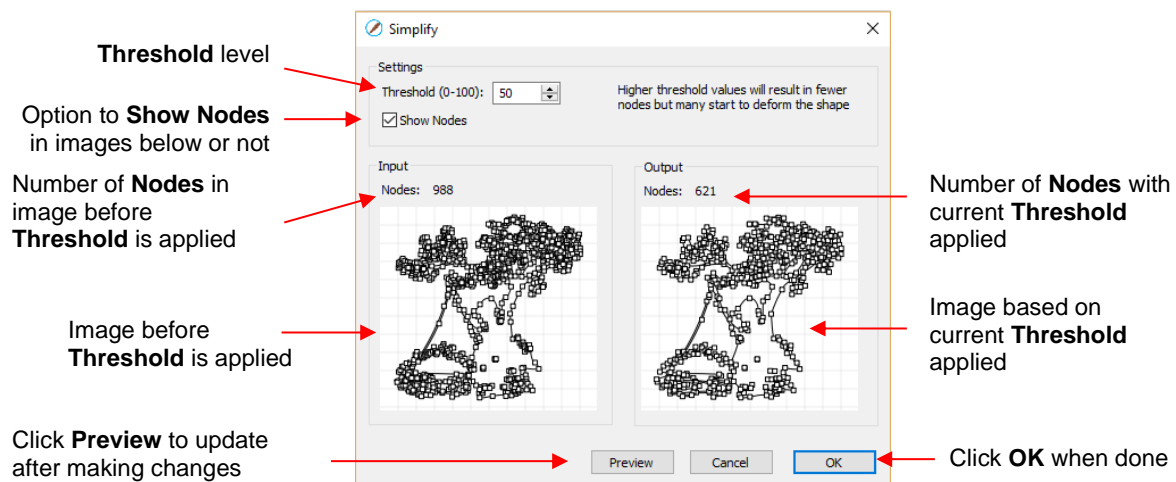 Simplify
Threshold level
Settings
Threshold (0-100): 50
Higher threshold values will result in fewer
nodes but many start to deform the shape
Option to Show Nodes
in images below or not
Show Nodes
Input
Nodes: 988
Output
Nodes: 621
Number of Nodes in
image before
Threshold is applied
Number of Nodes with
current Threshold
applied
Image before
Threshold is applied
Image based on
current Threshold
applied
Click Preview to update
after making changes
Preview
Cancel
OK
Click OK when done